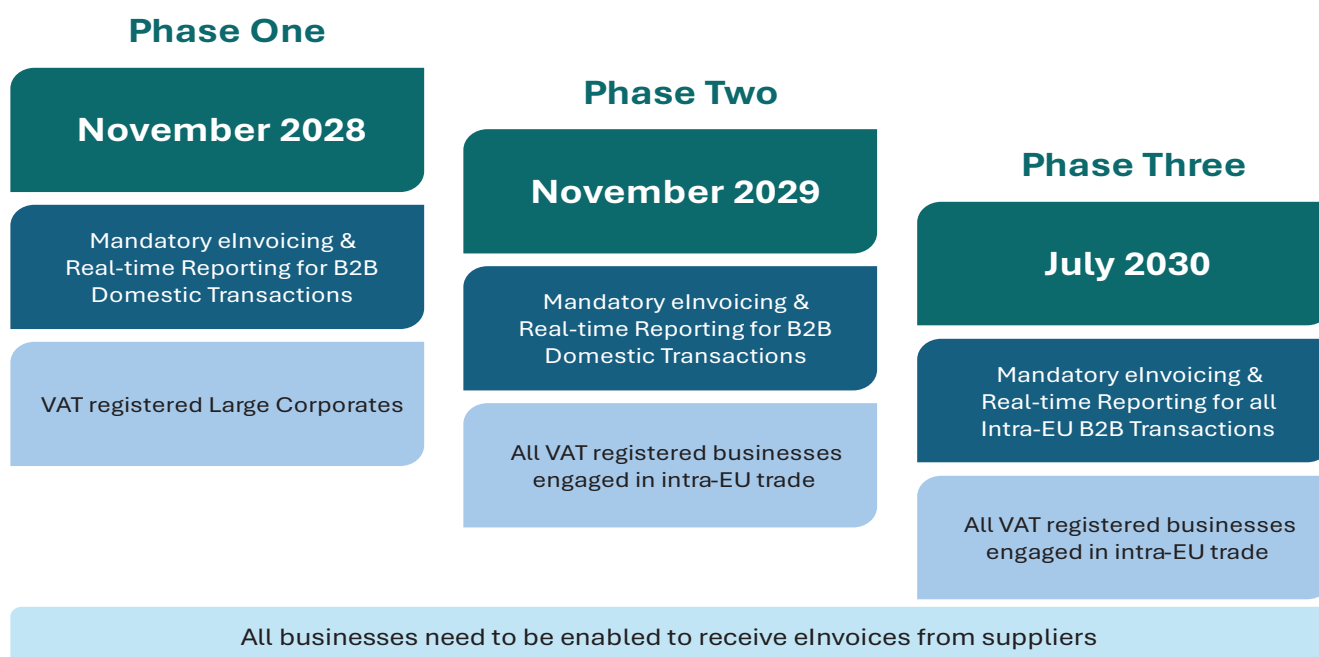 Phase One
November 2028
Mandatory eInvoicing &
Real-time Reporting for B2B
Domestic Transactions
VAT registered Large Corporates
Phase Two
November 2029
Mandatory eInvoicing &
Real-time Reporting for B2B
Domestic Transactions
All VAT registered businesses
engaged in intra-EU trade
Phase Three
July 2030
Mandatory eInvoicing &
Real-time Reporting for all
Intra-EU B2B Transactions
All VAT registered businesses
engaged in intra-EU trade
All businesses need to be enabled to receive eInvoices from suppliers